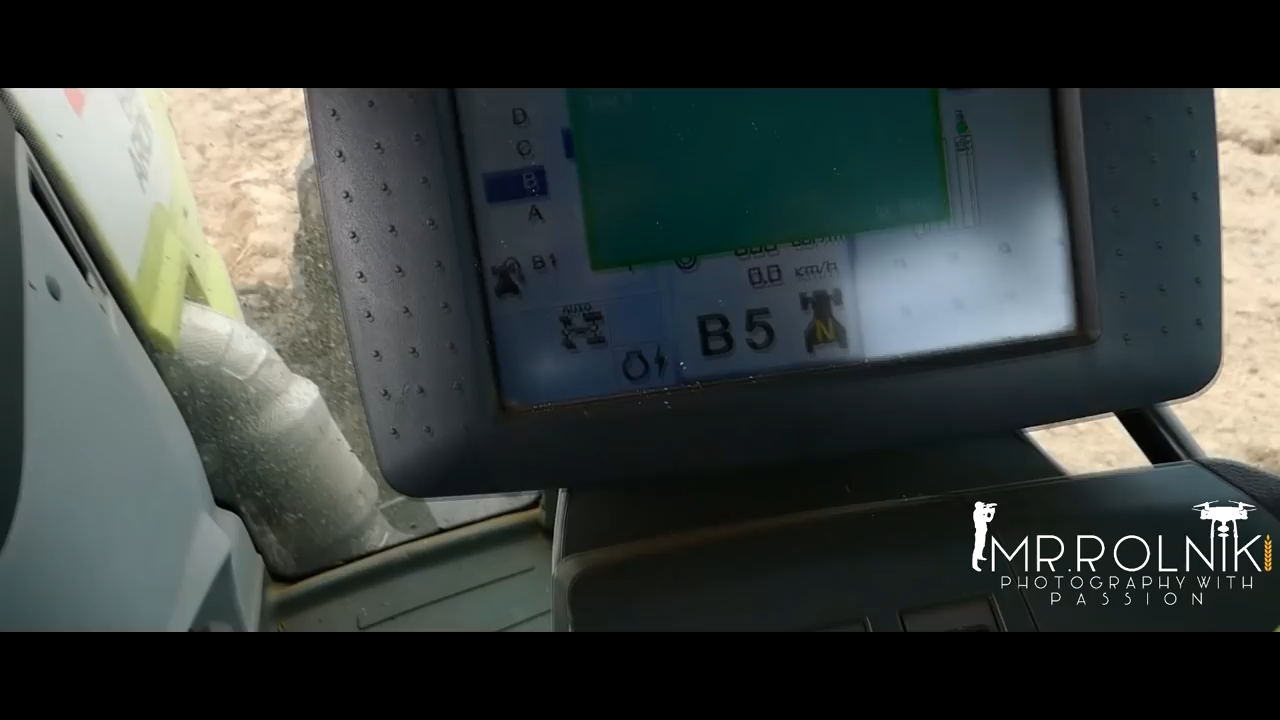 D
C
B
A
B1
AUTO
0.0 km/h
B5
N
MR.ROLNIK
PHOTOGRAPHY WITH
PASSION